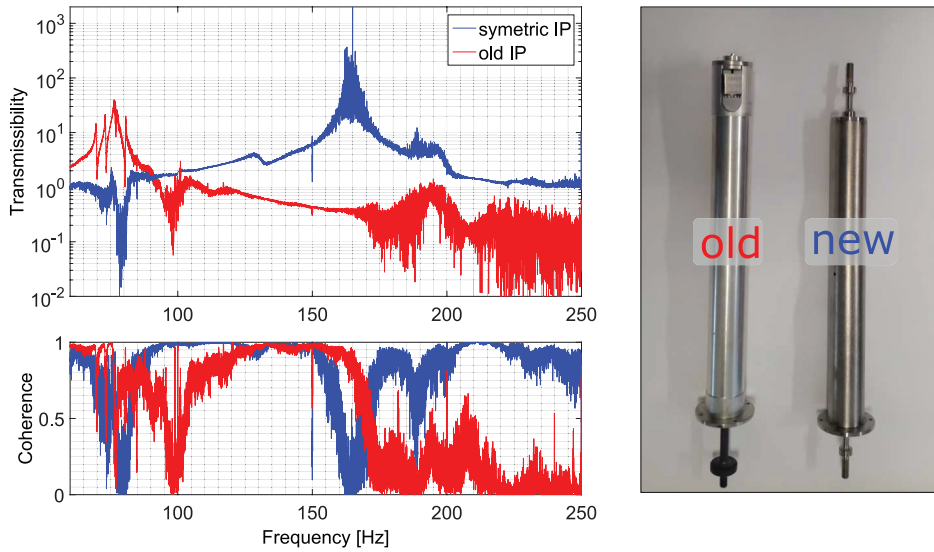 10³
10²
10¹
10⁰
10⁻¹
10⁻²
Transmissibility
symetric IP
old IP
100
150
200
250
1
0.5
0
Coherence
100
150
200
250
Frequency [Hz]
old
new